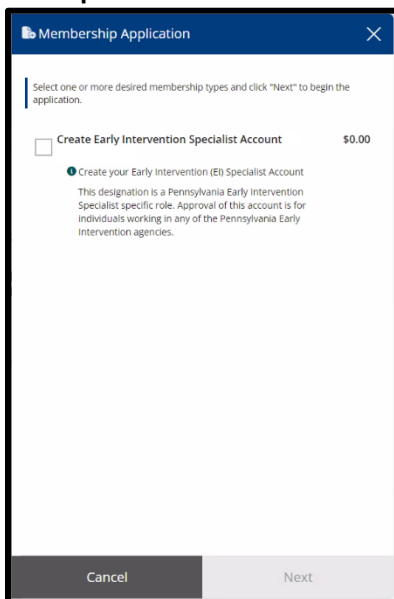 Membership Application
Select one or more desired membership types and click "Next" to begin the
application.
Create Early Intervention Specialist Account $0.00
Create your Early Intervention (EI) Specialist Account
This designation is a Pennsylvania Early Intervention
Specialist specific role. Approval of this account is for
individuals working in any of the Pennsylvania Early
Intervention agencies.
Cancel Next